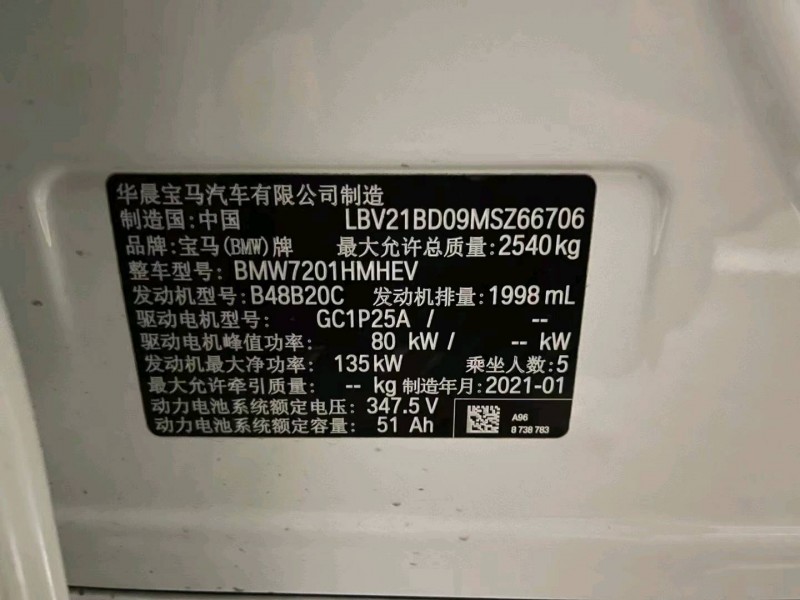 华晨宝马汽车有限公司制造
制造国:中国 LBV21BD09MSZ66706
品牌:宝马(BMW)牌 最大允许总质量:2540kg
整车型号:BMW7201HMHEV
发动机型号:B48B20C 发动机排量:1998 mL
驱动电机型号: GC1P25A / --
驱动电机峰值功率: 80 kW / -- kW
发动机最大净功率: 135kW 乘坐人数:5
最大允许牵引质量: -- kg 制造年月:2021-01
动力电池系统额定电压: 347.5 V
动力电池系统额定容量: 51 Ah
A96
8 738 783